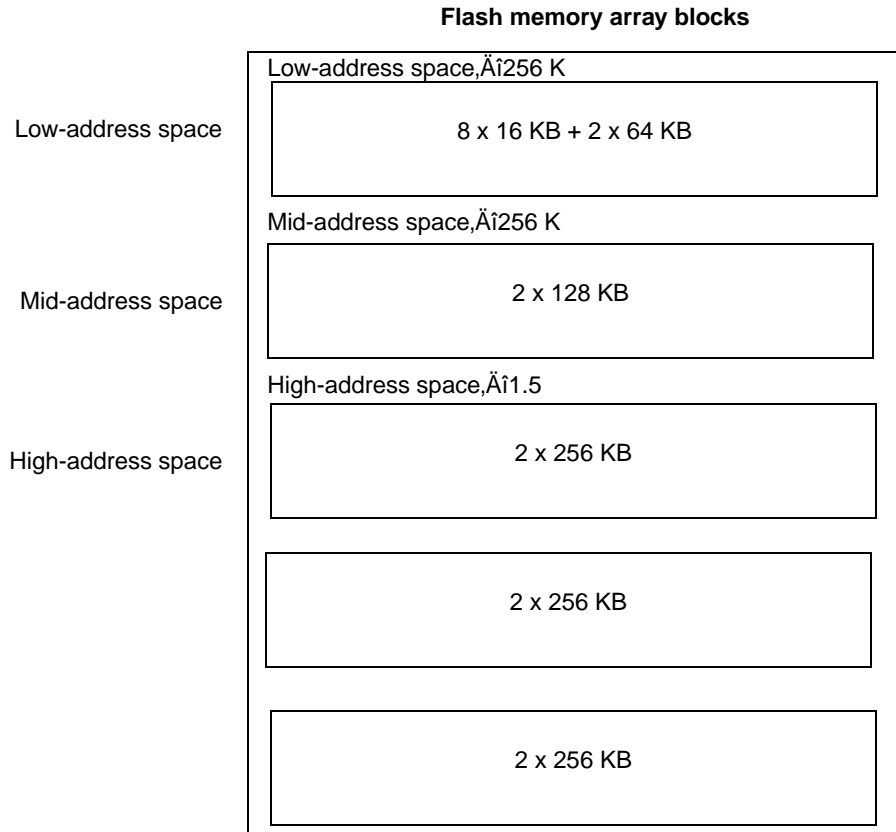 Flash memory array blocks
Low-address space‚Äî256 K
Low-address space
8 x 16 KB + 2 x 64 KB
Mid-address space‚Äî256 K
Mid-address space
2 x 128 KB
High-address space‚Äî1.5
High-address space
2 x 256 KB
2 x 256 KB
2 x 256 KB